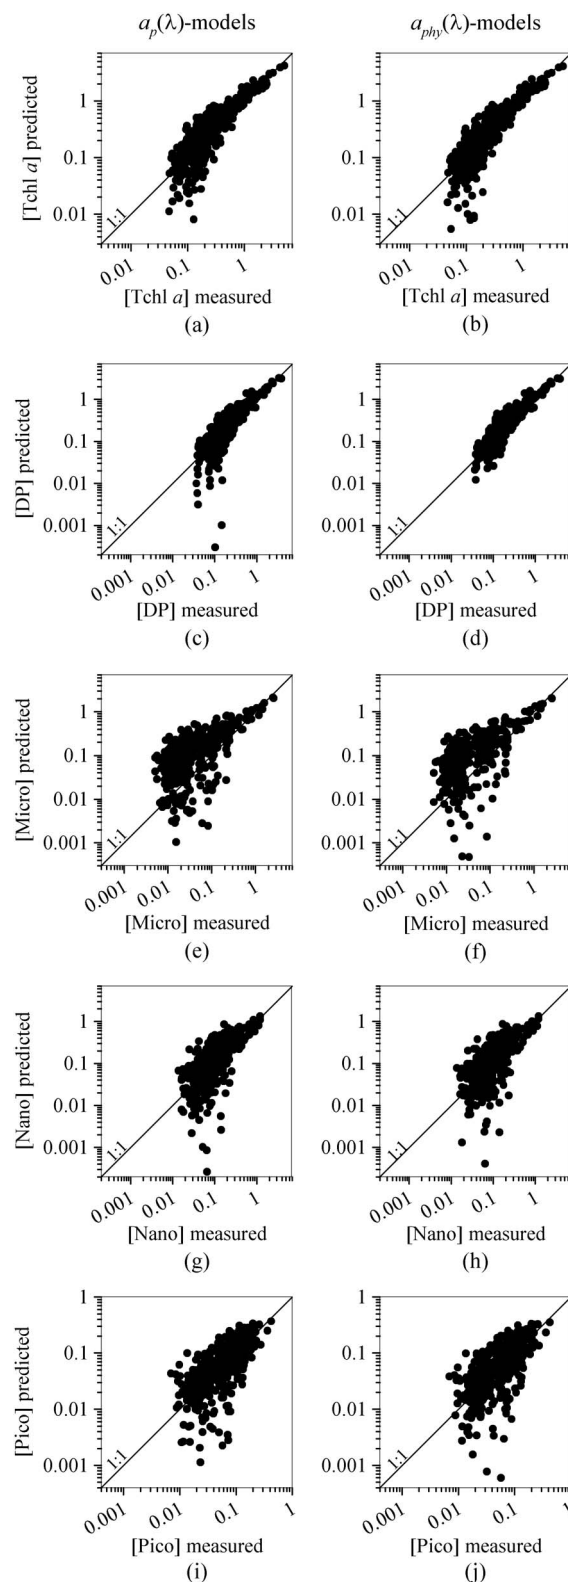 a_p(λ)-models a_phy(λ)-models
[Tchl a] predicted
1
0.1
0.01
1:1
0.01 0.1 1
[Tchl a] measured
(a)
1
0.1
0.01
1:1
0.01 0.1 1
[Tchl a] measured
(b)
[DP] predicted
1
0.1
0.01
0.001
1:1
0.001 0.01 0.1 1
[DP] measured
(c)
1
0.1
0.01
0.001
1:1
0.001 0.01 0.1 1
[DP] measured
(d)
[Micro] predicted
1
0.1
0.01
0.001
1:1
0.001 0.01 0.1 1
[Micro] measured
(e)
1
0.1
0.01
0.001
1:1
0.001 0.01 0.1 1
[Micro] measured
(f)
[Nano] predicted
1
0.1
0.01
0.001
1:1
0.001 0.01 0.1 1
[Nano] measured
(g)
1
0.1
0.01
0.001
1:1
0.001 0.01 0.1 1
[Nano] measured
(h)
[Pico] predicted
1
0.1
0.01
0.001
1:1
0.001 0.01 0.1 1
[Pico] measured
(i)
1
0.1
0.01
0.001
1:1
0.001 0.01 0.1 1
[Pico] measured
(j)